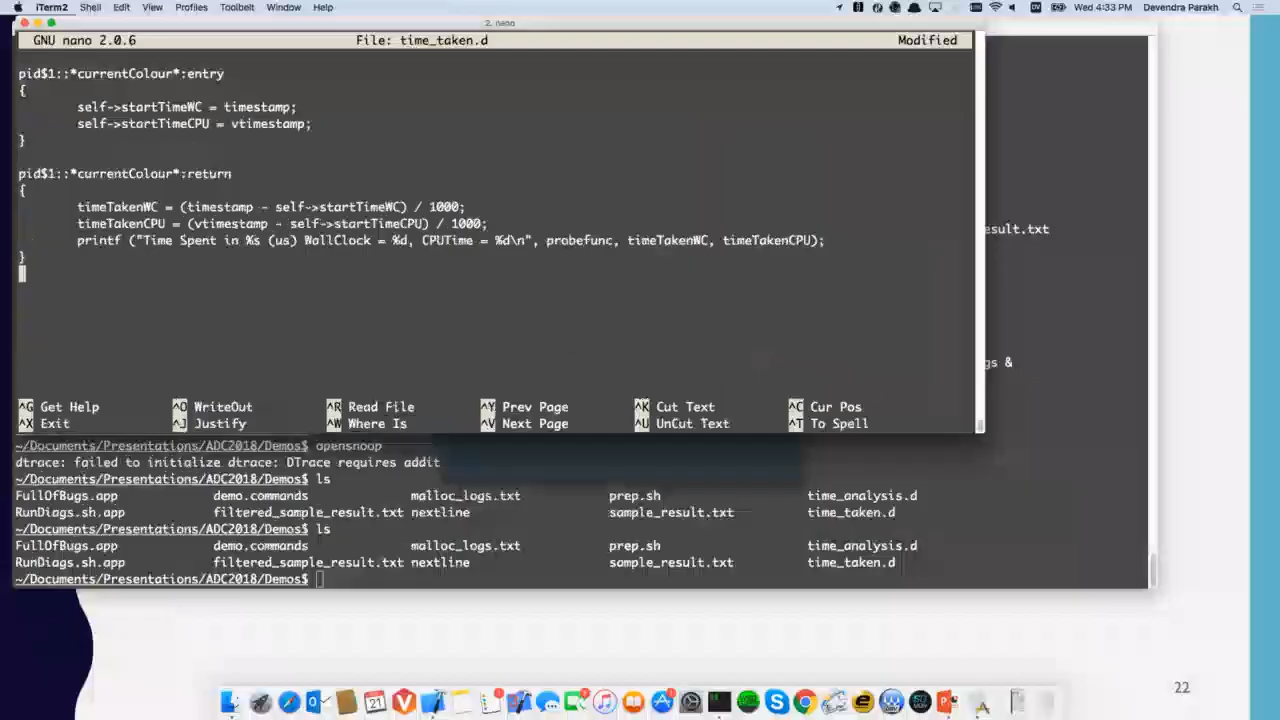 iTerm2 Shell Edit View Profiles Toolbelt Window Help Wed 4:33 PM Devendra Parakh
2. nano
GNU nano 2.0.6 File: time_taken.d Modified
pid$1::*currentColour*:entry
{
self->startTimeWC = timestamp;
self->startTimeCPU = vtimestamp;
}
pid$1::*currentColour*:return
{
timeTakenWC = (timestamp - self->startTimeWC) / 1000;
timeTakenCPU = (vtimestamp - self->startTimeCPU) / 1000;
printf ("Time Spent in %s (us) WallClock = %d, CPUTime = %d\n", probefunc, timeTakenWC, timeTakenCPU);
}
esult.txt
gs &
^G Get Help ^O WriteOut ^R Read File ^Y Prev Page ^K Cut Text ^C Cur Pos
^X Exit ^J Justify ^W Where Is ^V Next Page ^U UnCut Text ^T To Spell
~/Documents/Presentations/ADC2018/Demos$ opensnoop
dtrace: failed to initialize dtrace: DTrace requires addit
~/Documents/Presentations/ADC2018/Demos$ ls
FullOfBugs.app demo.commands malloc_logs.txt prep.sh time_analysis.d
RunDiags.sh.app filtered_sample_result.txt nextline sample_result.txt time_taken.d
~/Documents/Presentations/ADC2018/Demos$ ls
FullOfBugs.app demo.commands malloc_logs.txt prep.sh time_analysis.d
RunDiags.sh.app filtered_sample_result.txt nextline sample_result.txt time_taken.d
~/Documents/Presentations/ADC2018/Demos$
22